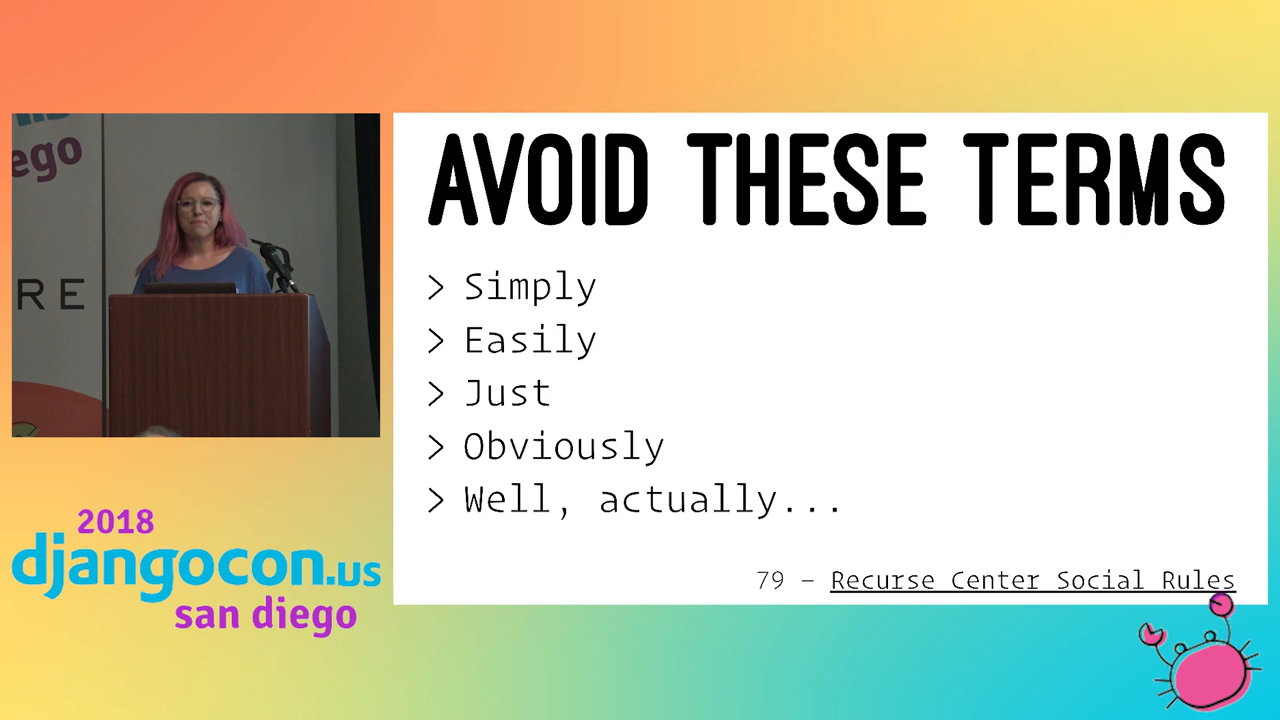 ego
RE
2018
djangocon.us
san diego
AVOID THESE TERMS
> Simply
> Easily
> Just
> Obviously
> Well, actually...
79 – Recurse Center Social Rules